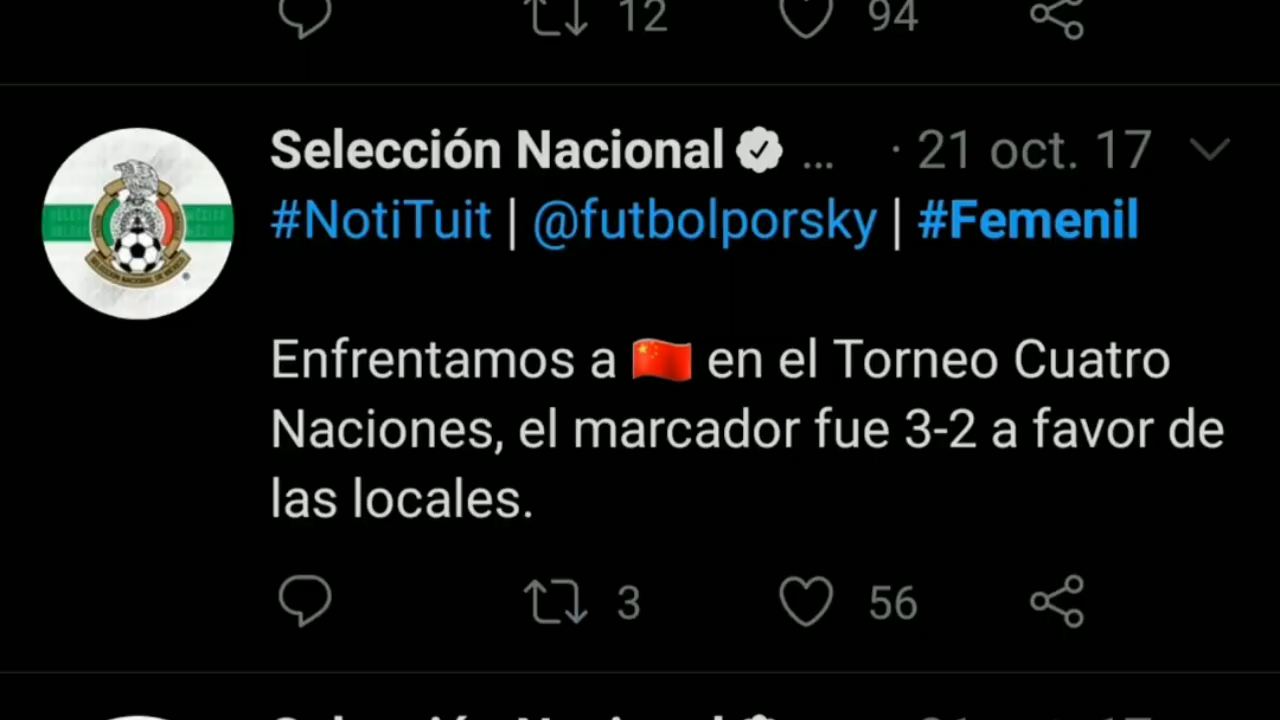 12 94
Selección Nacional ... · 21 oct. 17
#NotiTuit | @futbolporsky | #Femenil
Enfrentamos a 🇨🇳 en el Torneo Cuatro
Naciones, el marcador fue 3-2 a favor de
las locales.
3 56